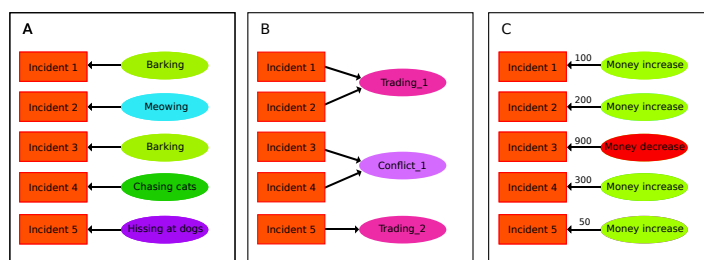 A
Incident 1
Barking
Incident 2
Meowing
Incident 3
Barking
Incident 4
Chasing cats
Incident 5
Hissing at dogs
B
Incident 1
Trading_1
Incident 2
Incident 3
Conflict_1
Incident 4
Incident 5
Trading_2
C
Incident 1
100
Money increase
Incident 2
200
Money increase
Incident 3
900
Money decrease
Incident 4
300
Money increase
Incident 5
50
Money increase